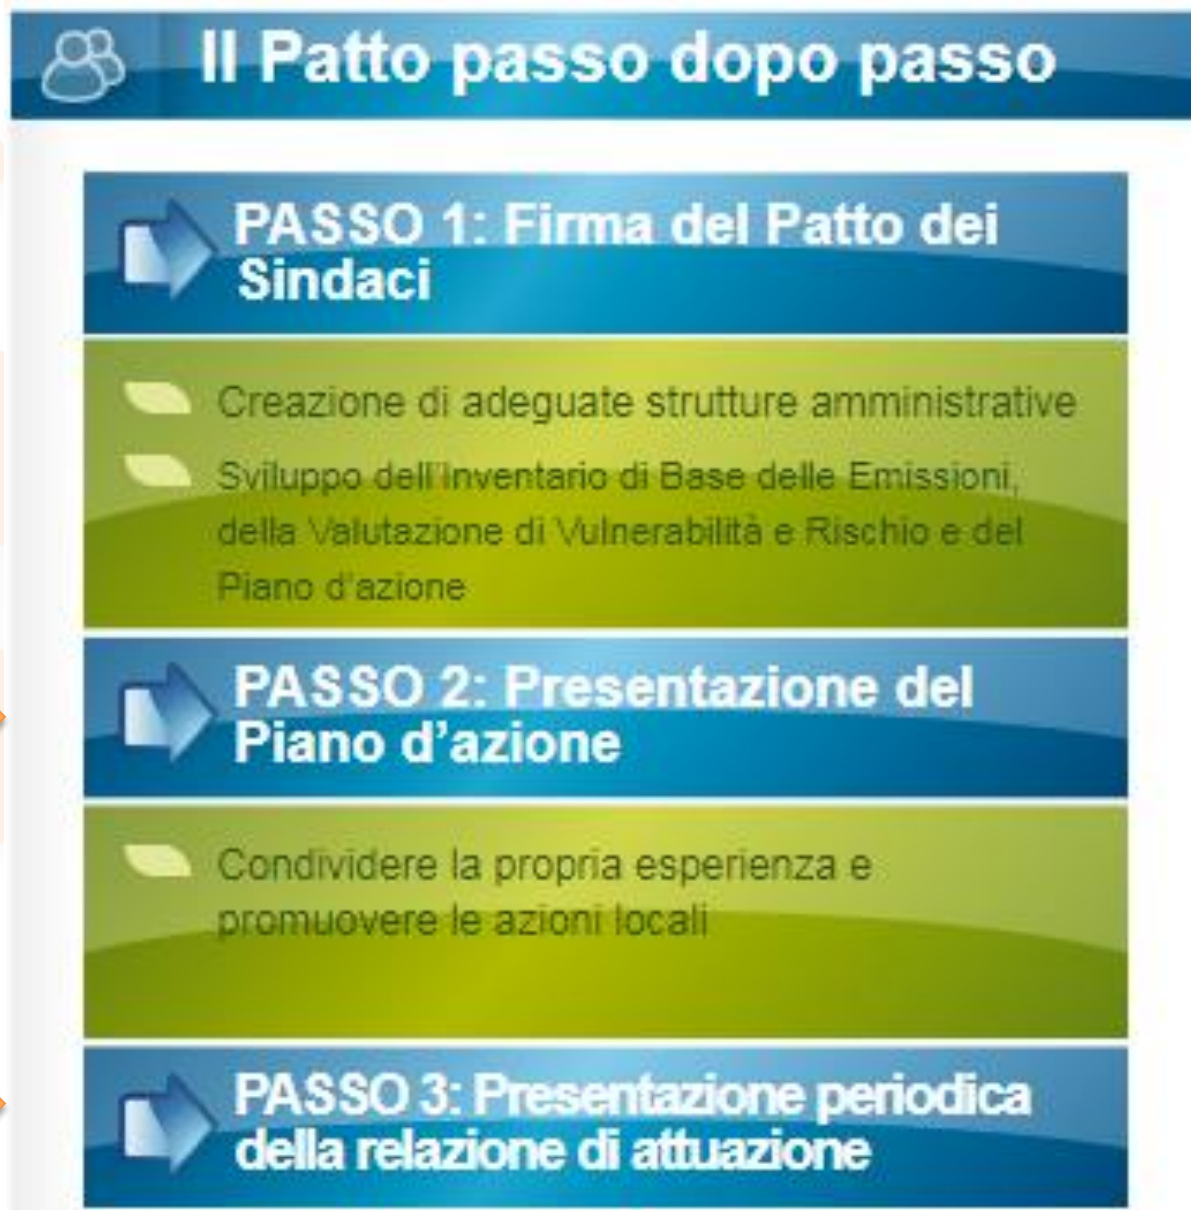 Il Patto passo dopo passo
PASSO 1: Firma del Patto dei
Sindaci
Creazione di adeguate strutture amministrative
Sviluppo dell'Inventario di Base delle Emissioni,
della Valutazione di Vulnerabilità e Rischio e del
Piano d'azione
PASSO 2: Presentazione del
Piano d’azione
Condividere la propria esperienza e
promuovere le azioni locali
PASSO 3: Presentazione periodica
della relazione di attuazione